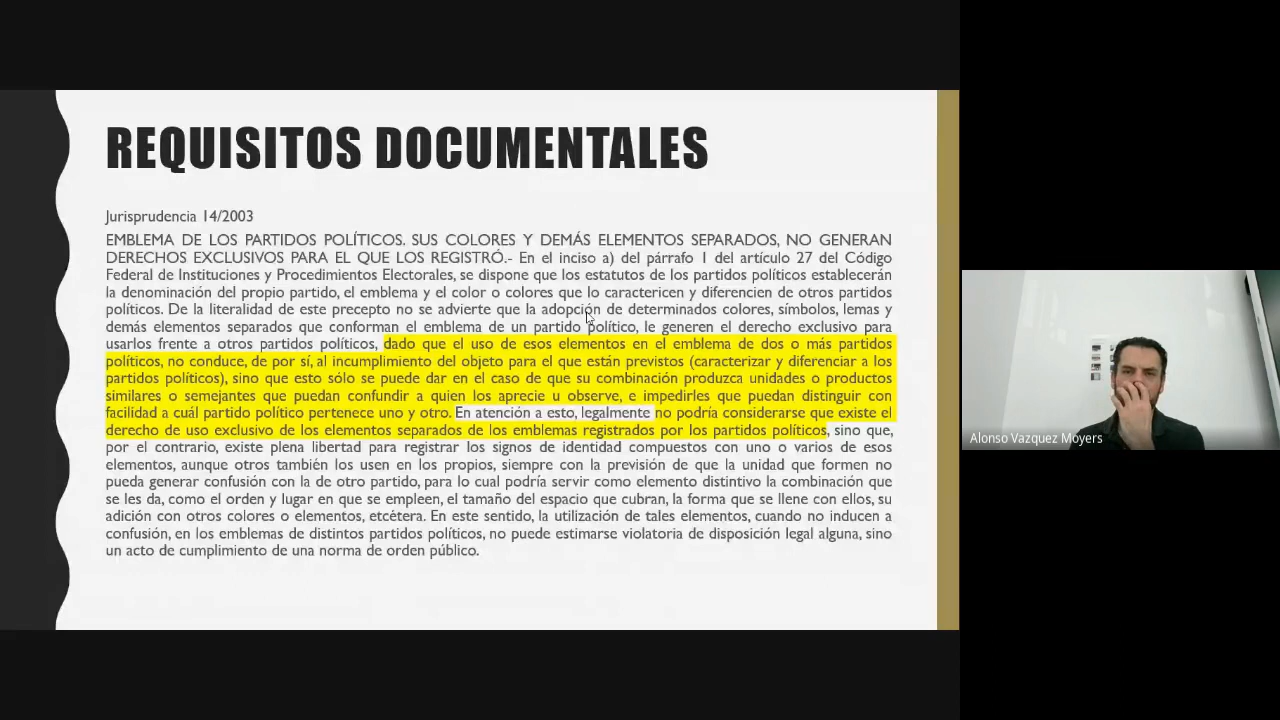 REQUISITOS DOCUMENTALES
Jurisprudencia 14/2003
EMBLEMA DE LOS PARTIDOS POLÍTICOS. SUS COLORES Y DEMÁS ELEMENTOS SEPARADOS, NO GENERAN
DERECHOS EXCLUSIVOS PARA EL QUE LOS REGISTRÓ.- En el inciso a) del párrafo 1 del artículo 27 del Código
Federal de Instituciones y Procedimientos Electorales, se dispone que los estatutos de los partidos políticos establecerán
la denominación del propio partido, el emblema y el color o colores que lo caractericen y diferencien de otros partidos
políticos. De la literalidad de este precepto no se advierte que la adopción de determinados colores, símbolos, lemas y
demás elementos separados que conforman el emblema de un partido político, le generen el derecho exclusivo para
usarlos frente a otros partidos políticos, dado que el uso de esos elementos en el emblema de dos o más partidos
políticos, no conduce, de por sí, al incumplimiento del objeto para el que están previstos (caracterizar y diferenciar a los
partidos políticos), sino que esto sólo se puede dar en el caso de que su combinación produzca unidades o productos
similares o semejantes que puedan confundir a quien los aprecie u observe, e impedirles que puedan distinguir con
facilidad a cuál partido político pertenece uno y otro. En atención a esto, legalmente no podría considerarse que existe el
derecho de uso exclusivo de los elementos separados de los emblemas registrados por los partidos políticos, sino que,
por el contrario, existe plena libertad para registrar los signos de identidad compuestos con uno o varios de esos
elementos, aunque otros también los usen en los propios, siempre con la previsión de que la unidad que formen no
pueda generar confusión con la de otro partido, para lo cual podría servir como elemento distintivo la combinación que
se les da, como el orden y lugar en que se empleen, el tamaño del espacio que cubran, la forma que se llene con ellos, su
adición con otros colores o elementos, etcétera. En este sentido, la utilización de tales elementos, cuando no inducen a
confusión, en los emblemas de distintos partidos políticos, no puede estimarse violatoria de disposición legal alguna, sino
un acto de cumplimiento de una norma de orden público.
Alonso Vazquez Moyers